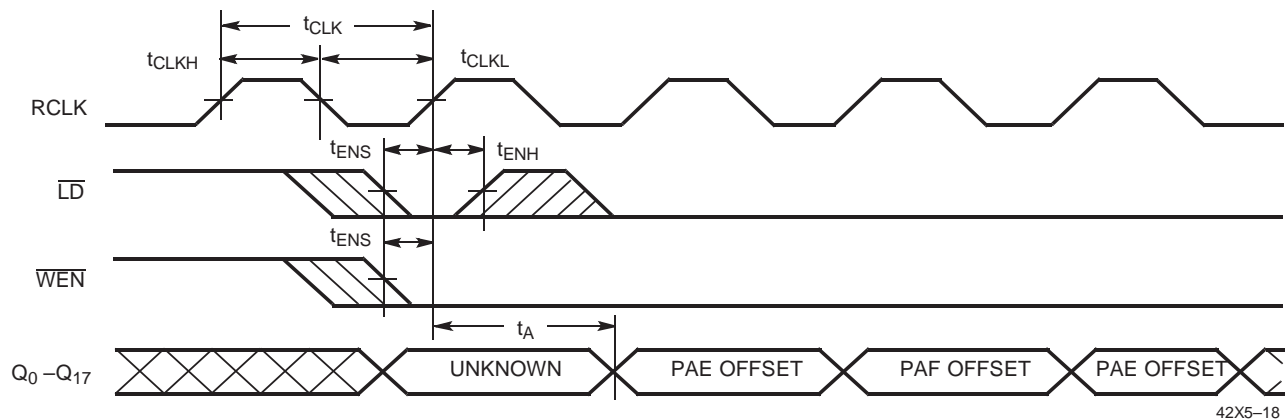 tCLK
tCLKH
tCLKL
RCLK
tENS
tENH
LD
tENS
WEN
tA
Q0 –Q17
UNKNOWN
PAE OFFSET
PAF OFFSET
PAE OFFSET
42X5–18